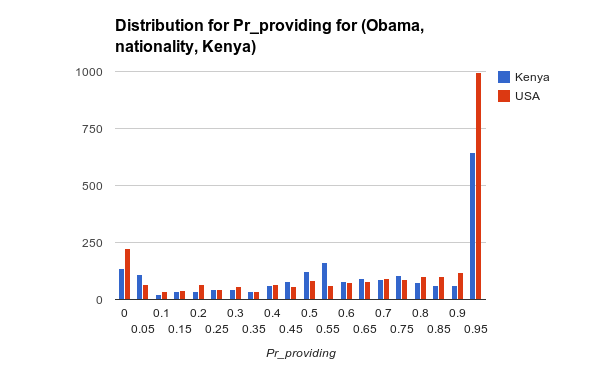 Distribution for Pr_providing for (Obama,
nationality, Kenya)
1000
750
500
250
0
Kenya
USA
0 0.1 0.2 0.3 0.4 0.5 0.6 0.7 0.8 0.9
0.05 0.15 0.25 0.35 0.45 0.55 0.65 0.75 0.85 0.95
Pr_providing